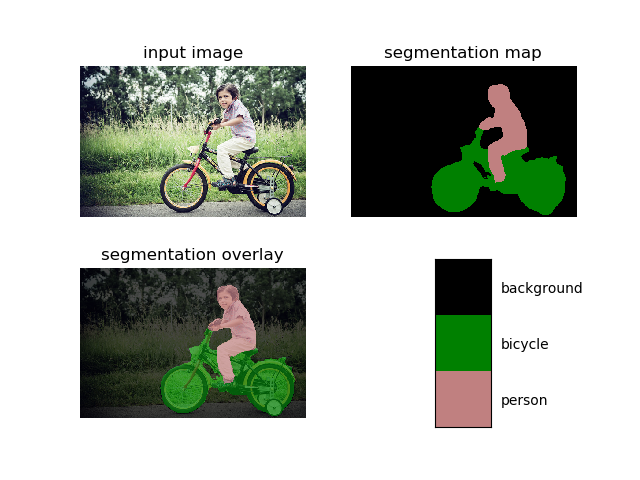 input image
segmentation map
segmentation overlay
background
bicycle
person